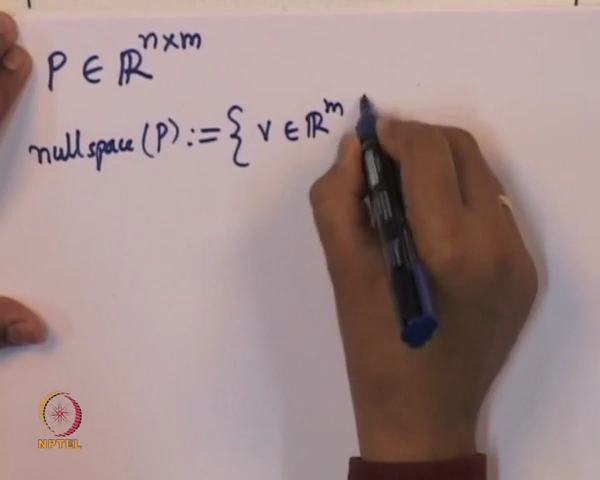 P ∈ ℝ^{n×m}
nullspace (P) := { v ∈ ℝ^m
NPTEL